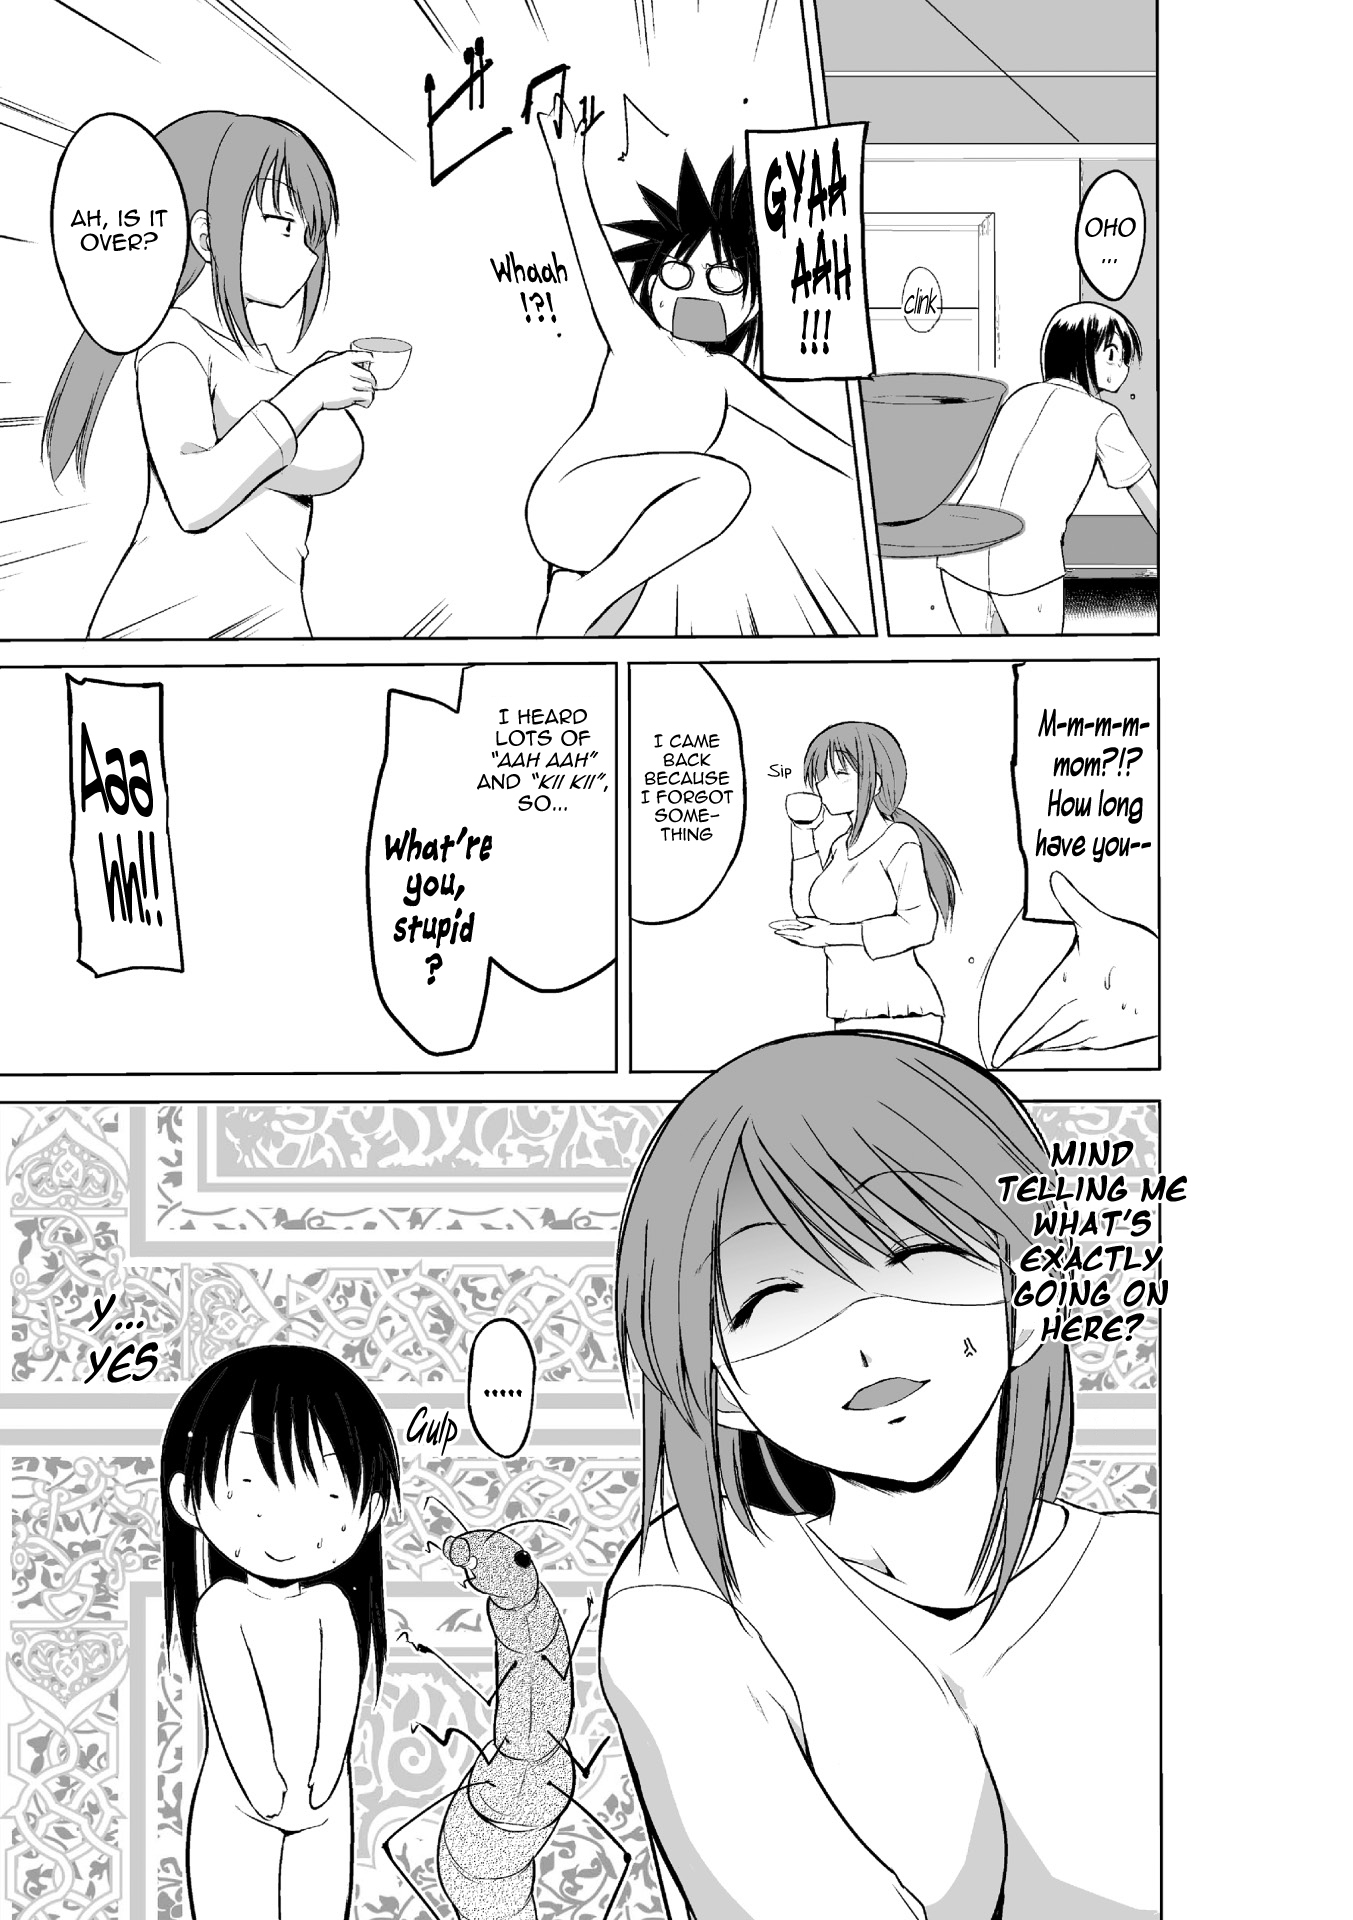 OHO
...
clink
GYAA
AAH
!!!
Whaah
!?!
AH, IS IT
OVER?
M-m-m-m-
mom?!?
How long
have you--
Sip
I CAME
BACK
BECAUSE
I FORGOT
SOME-
THING
I HEARD
LOTS OF
“AAH AAH”
AND “KII KII”,
SO...
What're
you,
stupid
?
Aaa
hh!!
MIND
TELLING ME
WHAT'S
EXACTLY
GOING ON
HERE?
.....
Gulp
Y...
YES